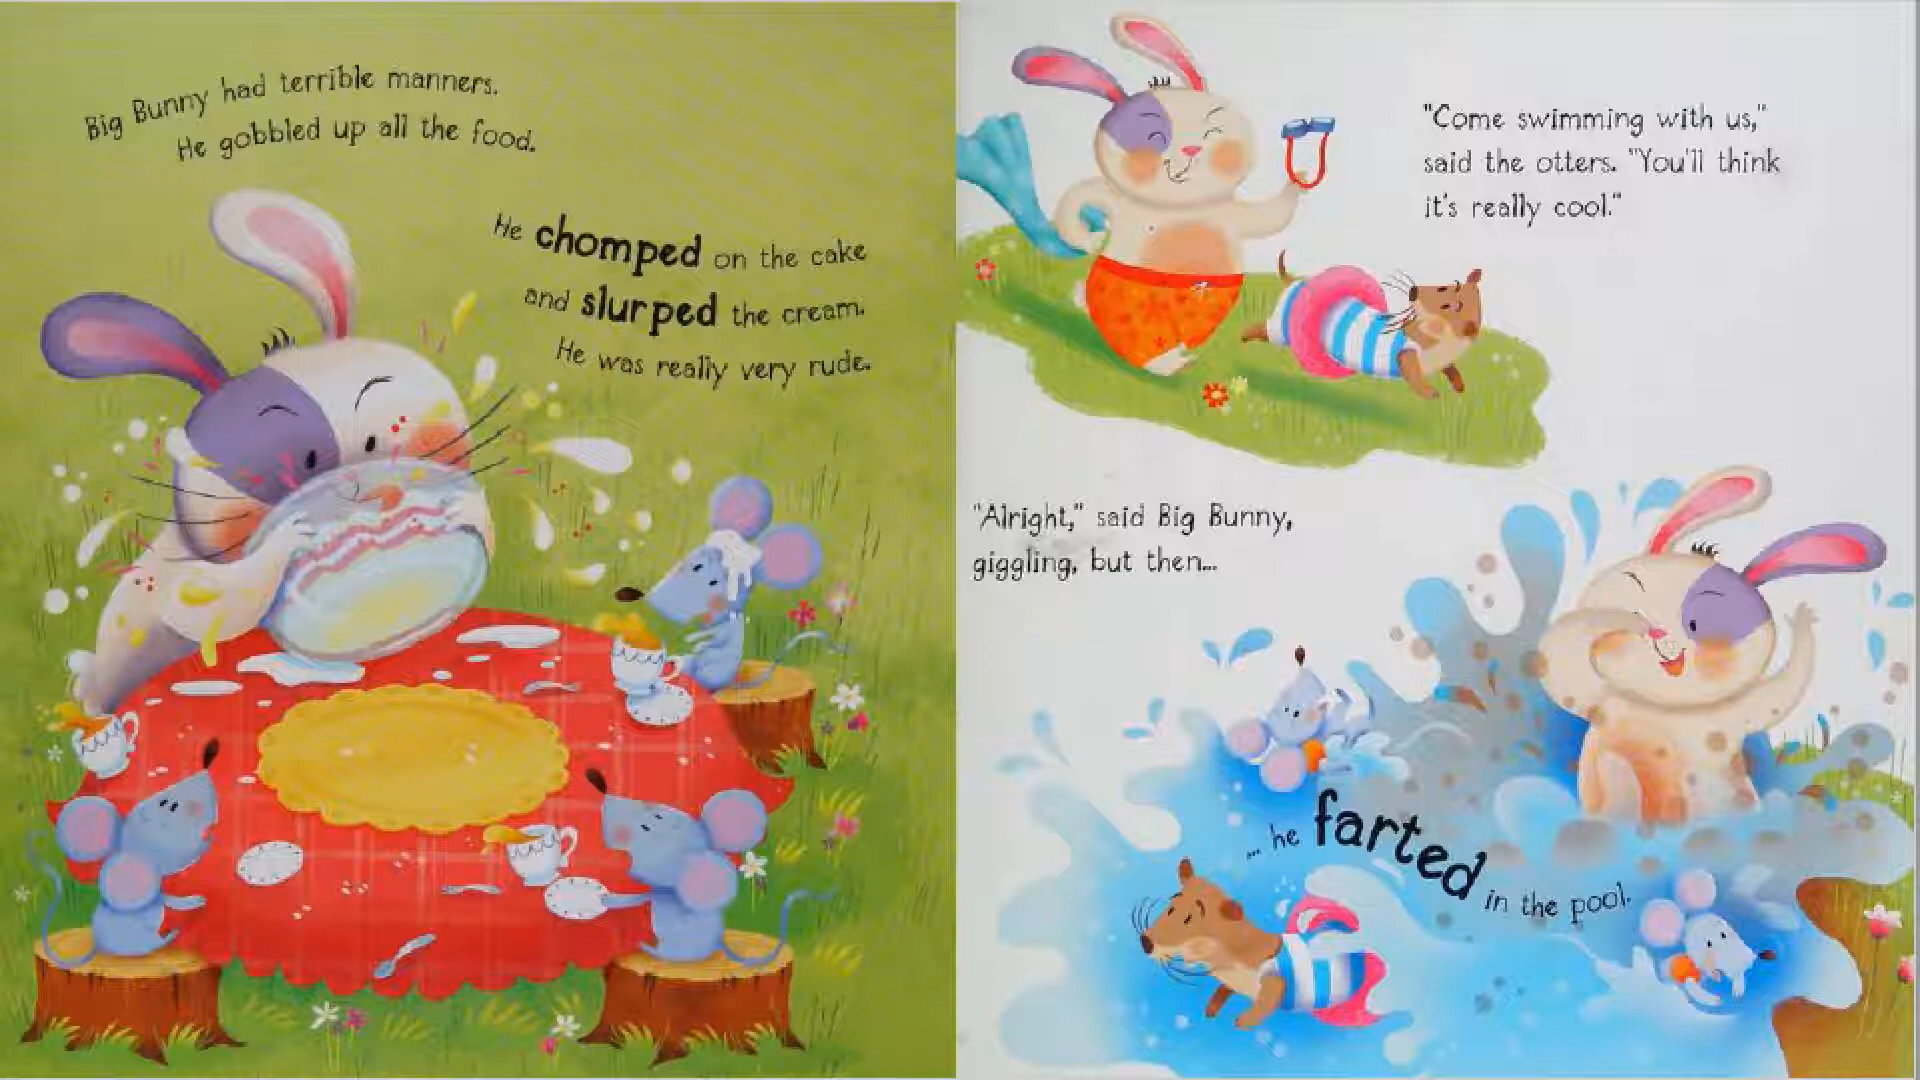 Big Bunny had terrible manners.
He gobbled up all the food.
He chomped on the cake
and slurped the cream.
He was really very rude.
"Come swimming with us,"
said the otters. "You'll think
it's really cool."
"Alright," said Big Bunny,
giggling, but then...
... he farted in the pool.